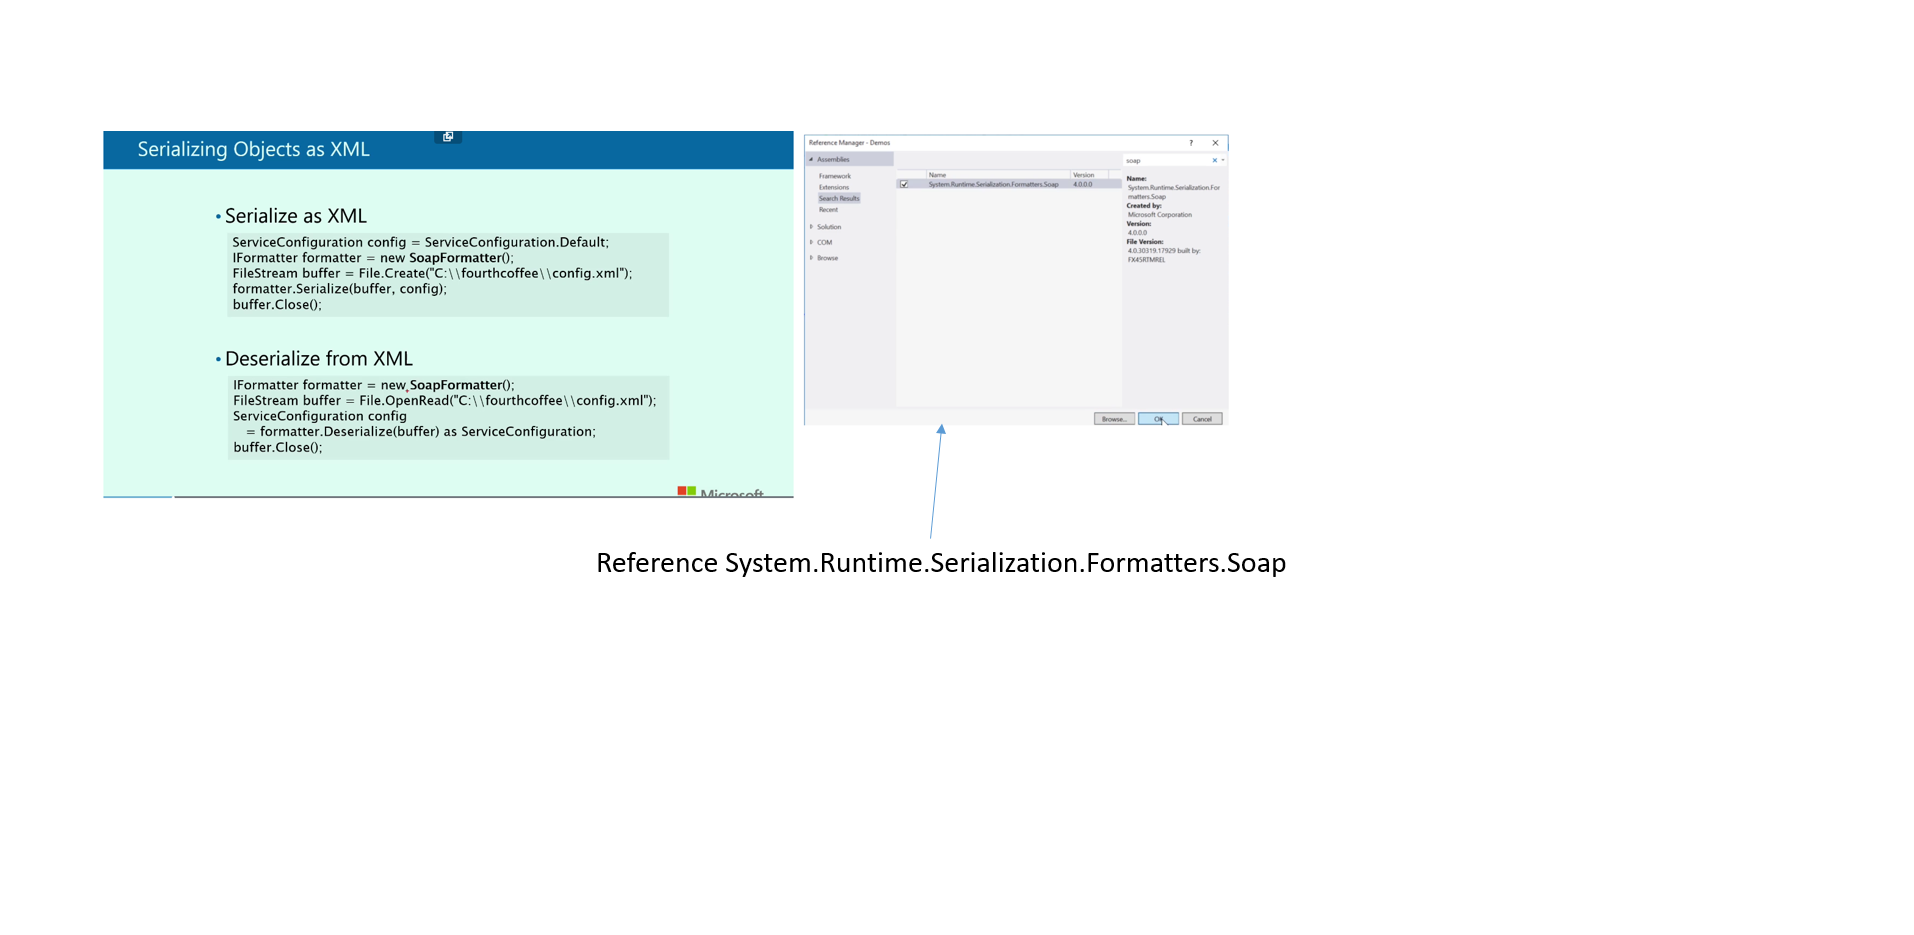 Serializing Objects as XML
• Serialize as XML
ServiceConfiguration config = ServiceConfiguration.Default;
IFormatter formatter = new SoapFormatter();
FileStream buffer = File.Create("C:\\fourthcoffee\\config.xml");
formatter.Serialize(buffer, config);
buffer.Close();
• Deserialize from XML
IFormatter formatter = new SoapFormatter();
FileStream buffer = File.OpenRead("C:\\fourthcoffee\\config.xml");
ServiceConfiguration config
= formatter.Deserialize(buffer) as ServiceConfiguration;
buffer.Close();
Microsoft
Reference Manager - Demos
? ×
Assemblies
Framework
Extensions
Search Results
Recent
Solution
COM
Browse
Name Version
System.Runtime.Serialization.Formatters.Soap 4.0.0.0
soap
Name:
System.Runtime.Serialization.For
matters.Soap
Created by:
Microsoft Corporation
Version:
4.0.0.0
File Version:
4.0.30319.17929 built by:
FX45RTMREL
Browse... OK Cancel
Reference System.Runtime.Serialization.Formatters.Soap